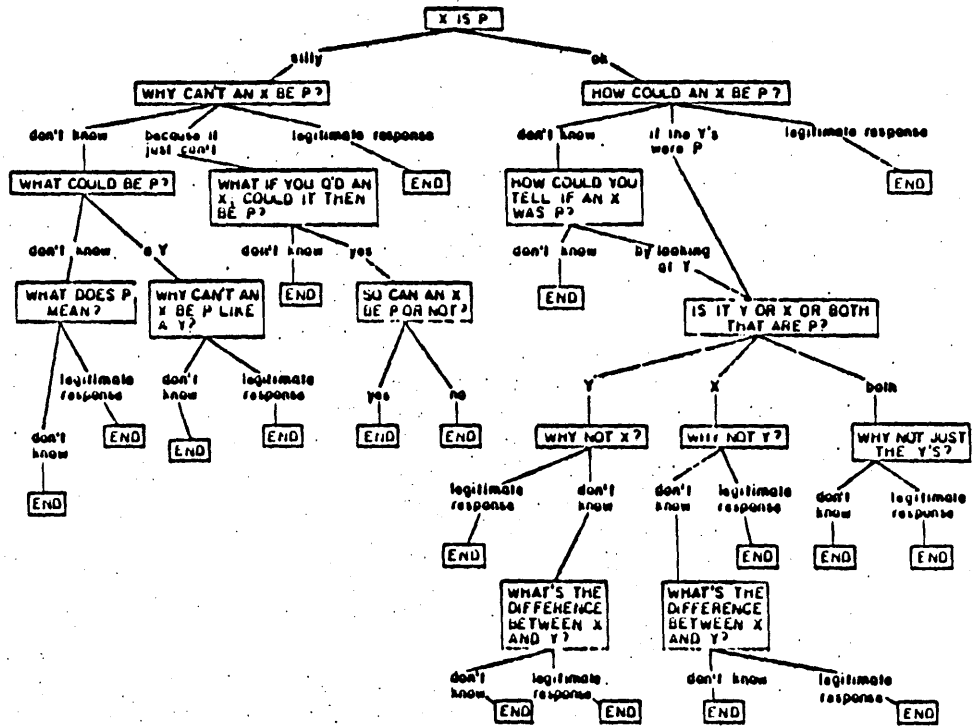 X IS P
silly
ok
WHY CAN'T AN X BE P?
HOW COULD AN X BE P?
don't know
because it
just can't
legitimate response
don't know
if the Y's
were P
legitimate response
WHAT COULD BE P?
WHAT IF YOU Q'D AN
X; COULD IT THEN
BE P?
END
HOW COULD YOU
TELL IF AN X
WAS P?
END
don't know
a Y
don't know
yes
don't know
by looking
at Y
END
END
WHAT DOES P
MEAN?
WHY CAN'T AN
X BE P LIKE
A Y?
SO CAN AN X
BE P OR NOT?
IS IT Y OR X OR BOTH
THAT ARE P?
legitimate
response
don't
know
legitimate
response
yes
no
Y
X
both
don't
know
END
END
END
END
END
WHY NOT X?
WHY NOT Y?
WHY NOT JUST
THE Y'S?
END
legitimate
response
don't
know
don't
know
legitimate
response
don't
know
legitimate
response
END
END
END
END
WHAT'S THE
DIFFERENCE
BETWEEN X
AND Y?
WHAT'S THE
DIFFERENCE
BETWEEN X
AND Y?
don't
know
legitimate
response
don't know
legitimate
response
END
END
END
END